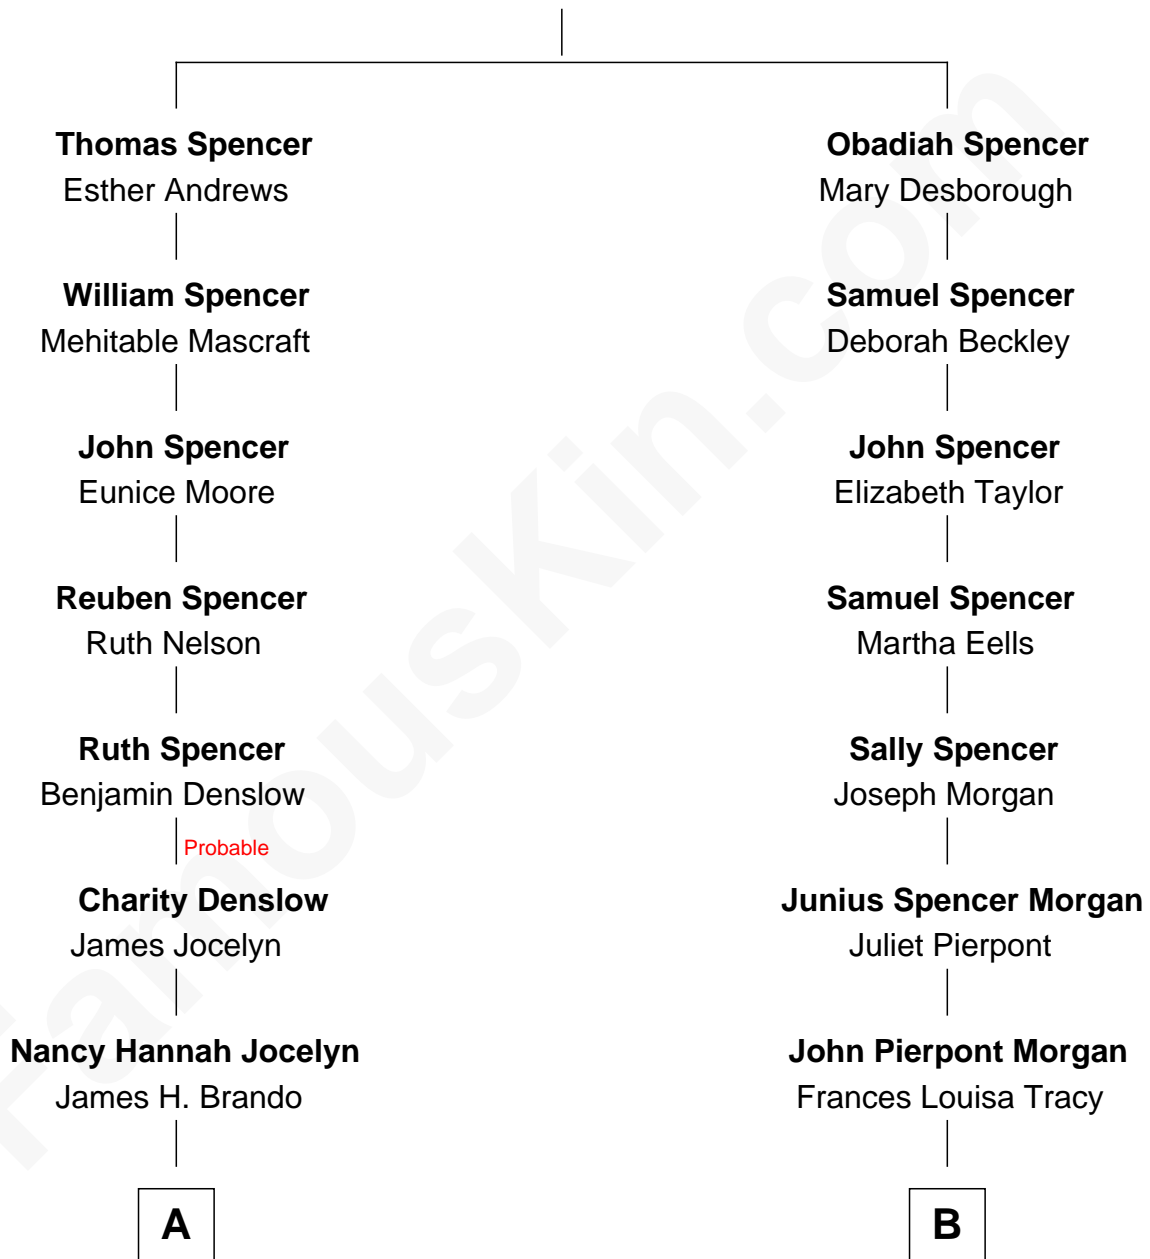 Thomas Spencer
Esther Andrews
William Spencer
Mehitable Mascraft
John Spencer
Eunice Moore
Reuben Spencer
Ruth Nelson
Ruth Spencer
Benjamin Denslow
Probable
Charity Denslow
James Jocelyn
Nancy Hannah Jocelyn
James H. Brando
A
Obadiah Spencer
Mary Desborough
Samuel Spencer
Deborah Beckley
John Spencer
Elizabeth Taylor
Samuel Spencer
Martha Eells
Sally Spencer
Joseph Morgan
Junius Spencer Morgan
Juliet Pierpont
John Pierpont Morgan
Frances Louisa Tracy
B
FamousKin.com